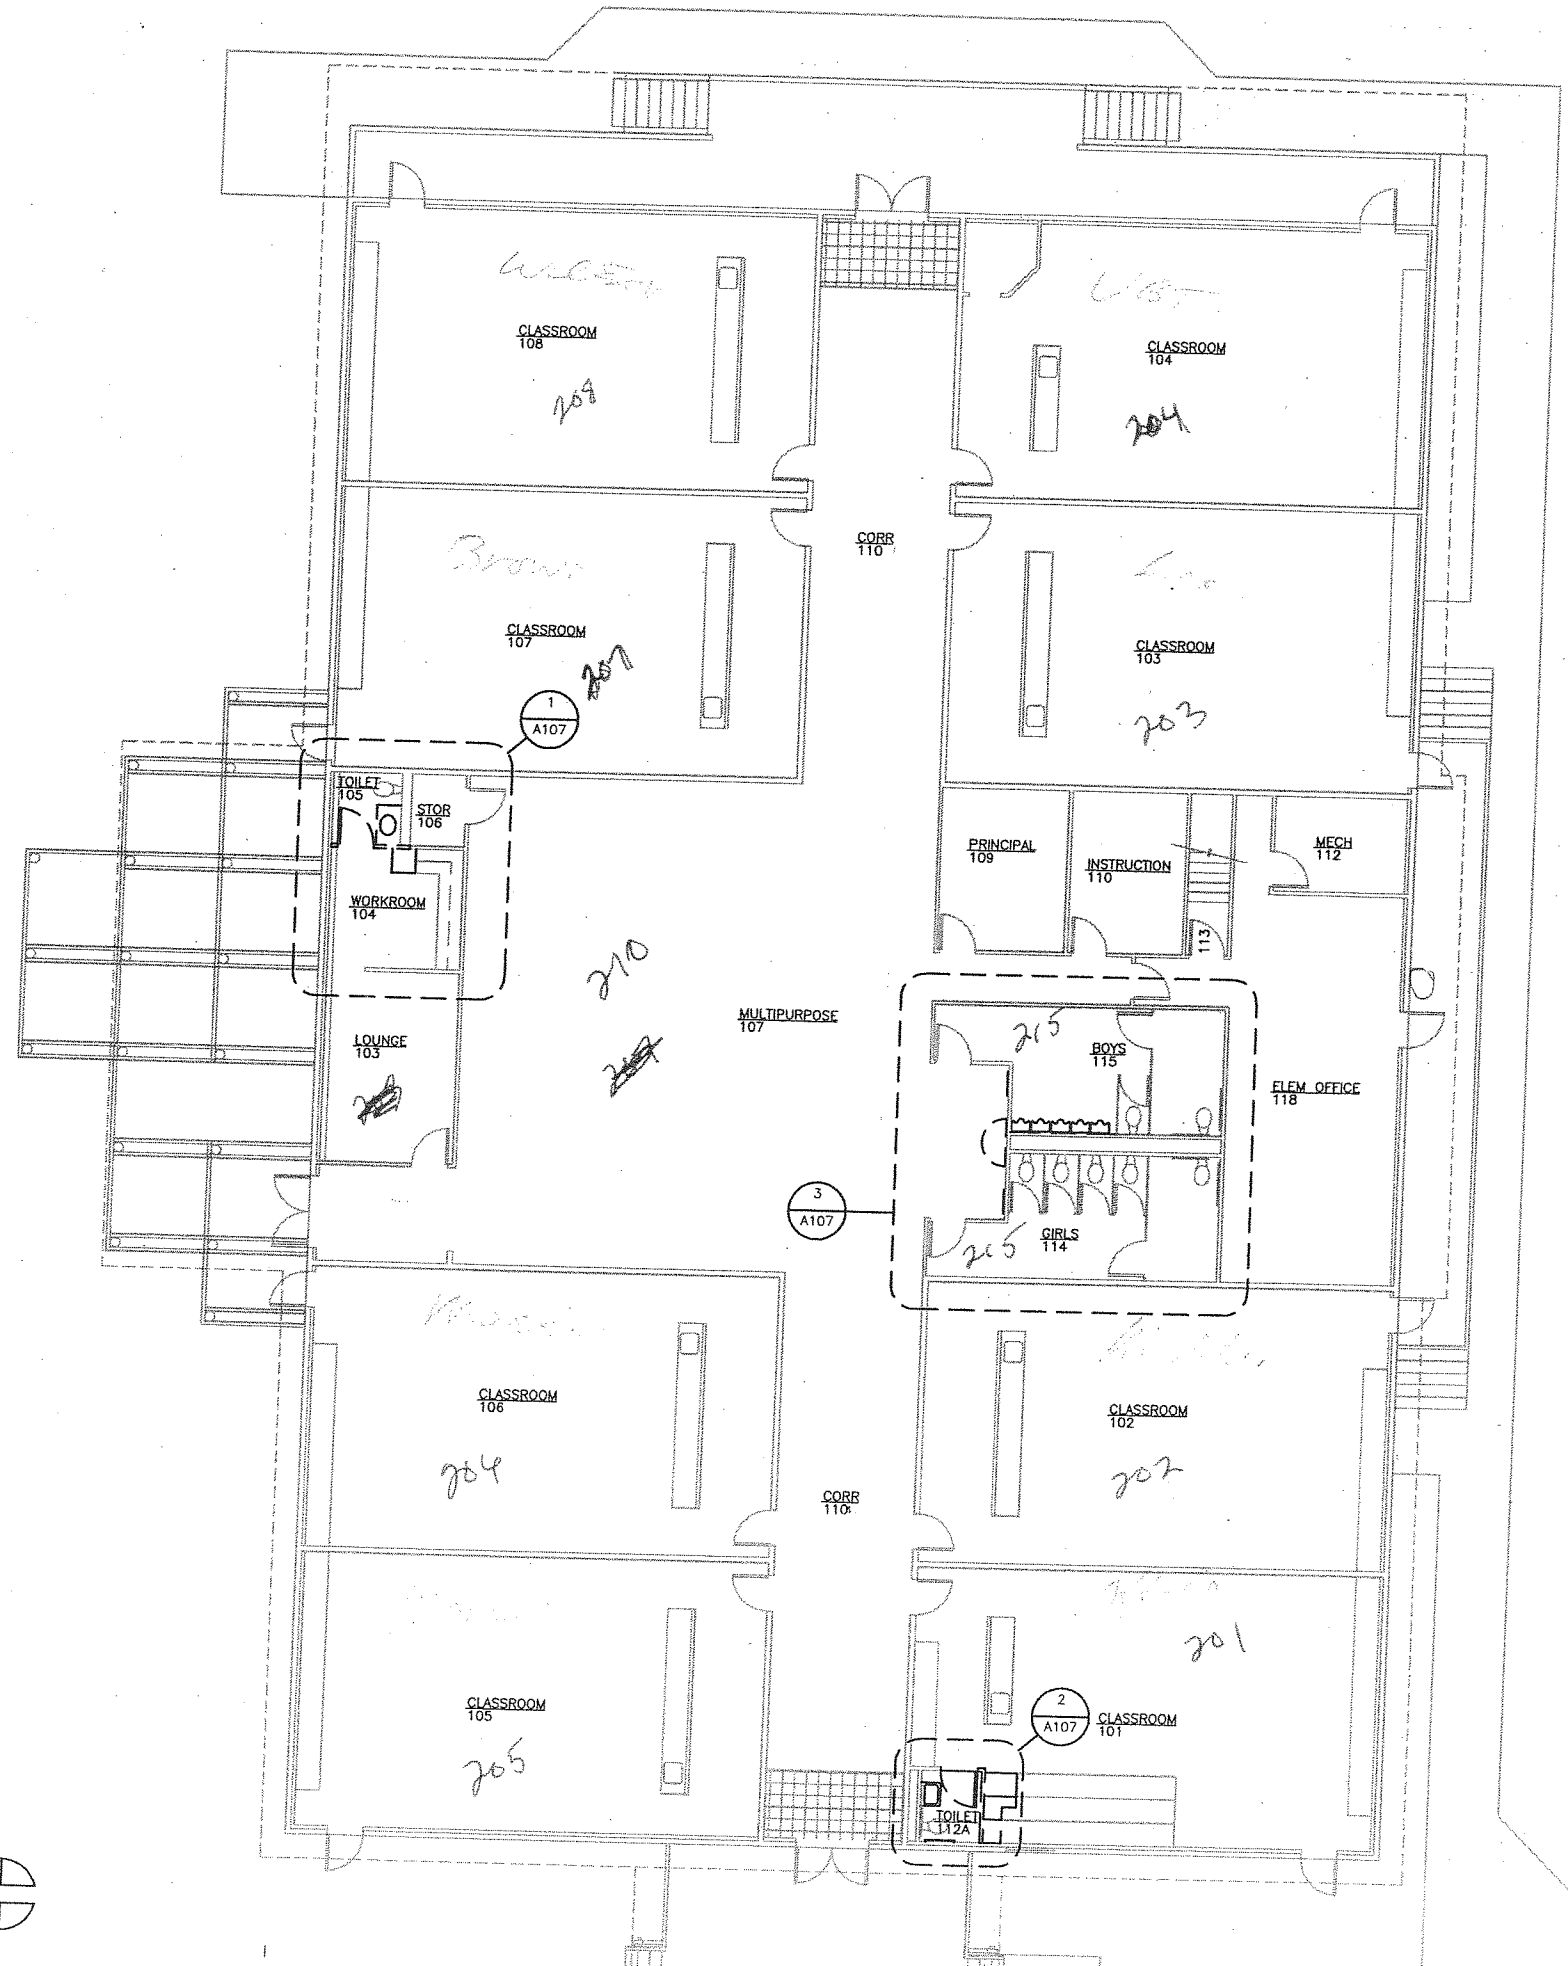 CLASSROOM
108
208
CLASSROOM
104
204
CORR
110
Brown
CLASSROOM
107
207
CLASSROOM
103
203
1
A107
TOILET
105
STOR
106
WORKROOM
104
PRINCIPAL
109
INSTRUCTION
110
MECH
112
113
210
MULTIPURPOSE
107
LOUNGE
103
215
BOYS
115
ELEM OFFICE
118
3
A107
GIRLS
114
215
CLASSROOM
106
CLASSROOM
102
202
CORR
110
201
CLASSROOM
105
205
2
A107
CLASSROOM
101
TOILET
112A